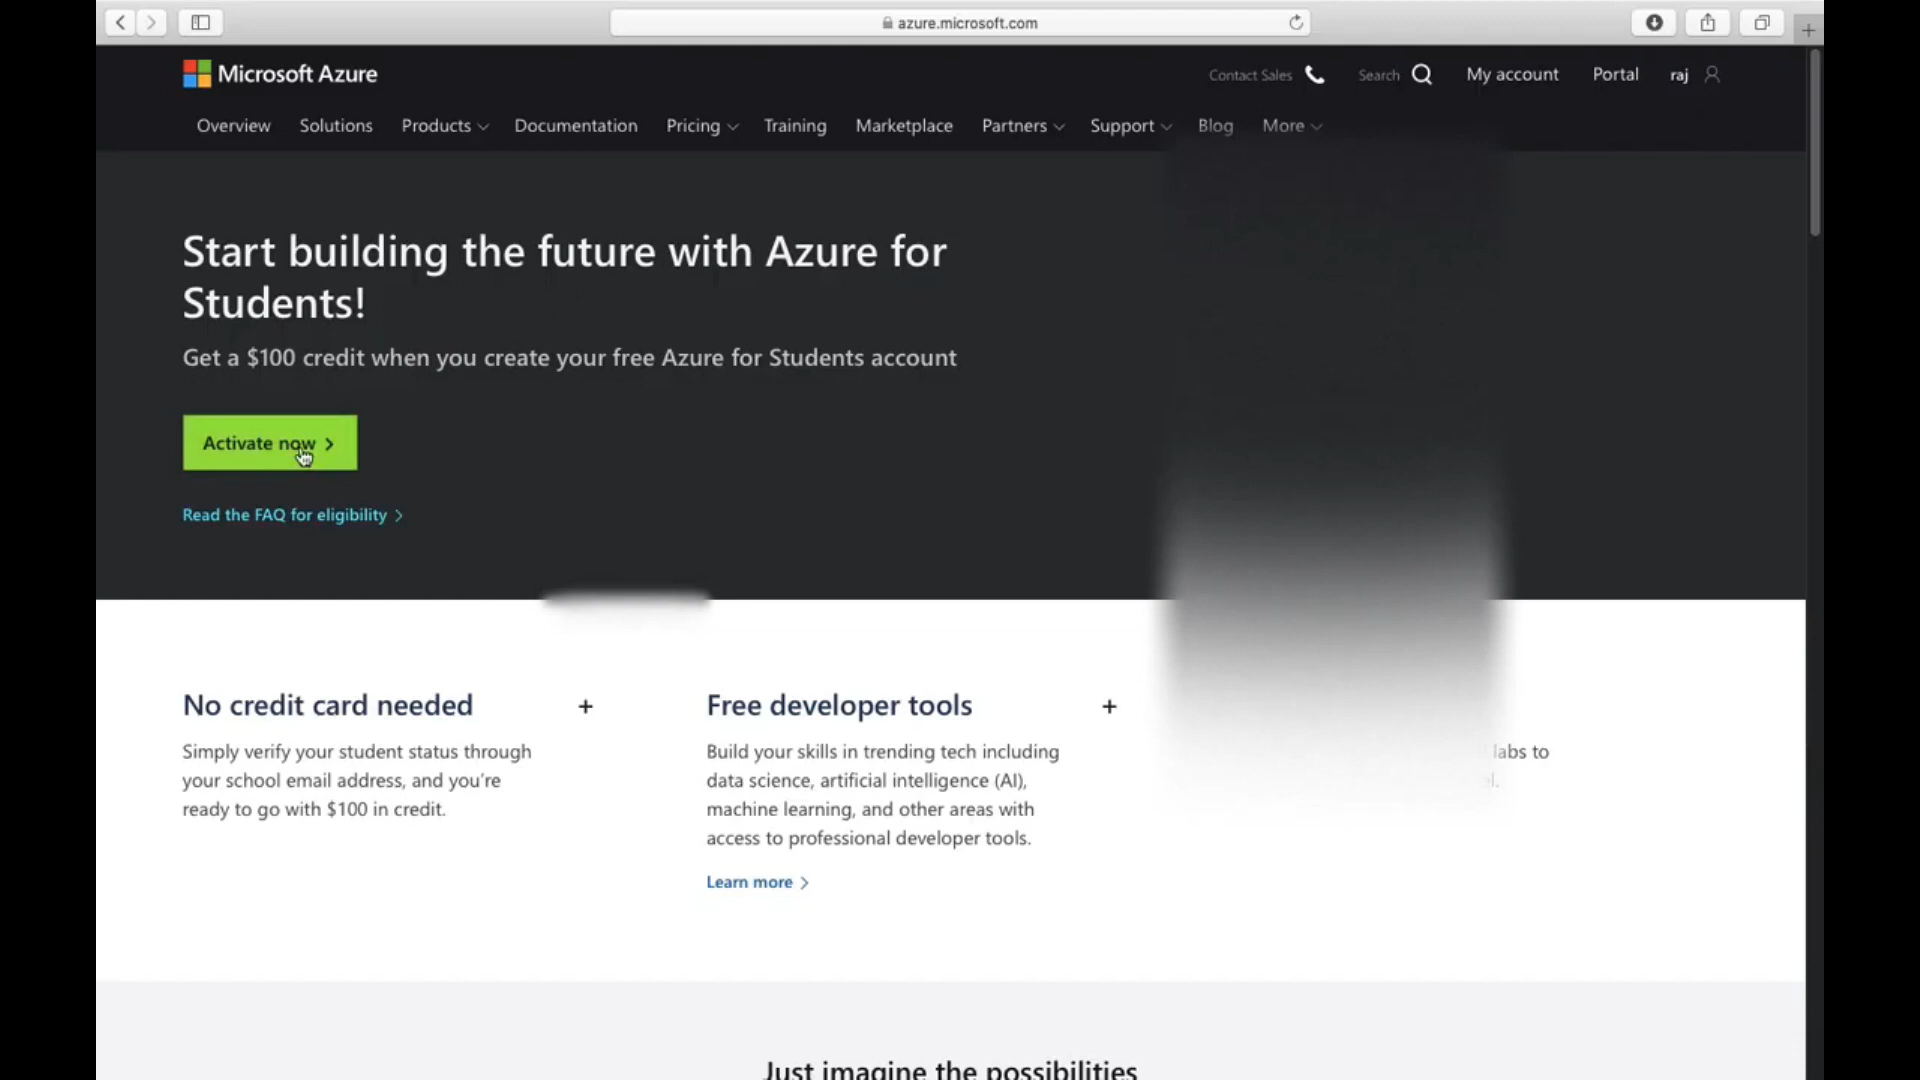 azure.microsoft.com
Microsoft Azure
Contact Sales Search My account Portal raj
Overview Solutions Products Documentation Pricing Training Marketplace Partners Support Blog More
Start building the future with Azure for
Students!
Get a $100 credit when you create your free Azure for Students account
Activate now
Read the FAQ for eligibility
No credit card needed +
Simply verify your student status through
your school email address, and you're
ready to go with $100 in credit.
Free developer tools +
Build your skills in trending tech including
data science, artificial intelligence (AI),
machine learning, and other areas with
access to professional developer tools.
Learn more
labs to
Just imagine the possibilities